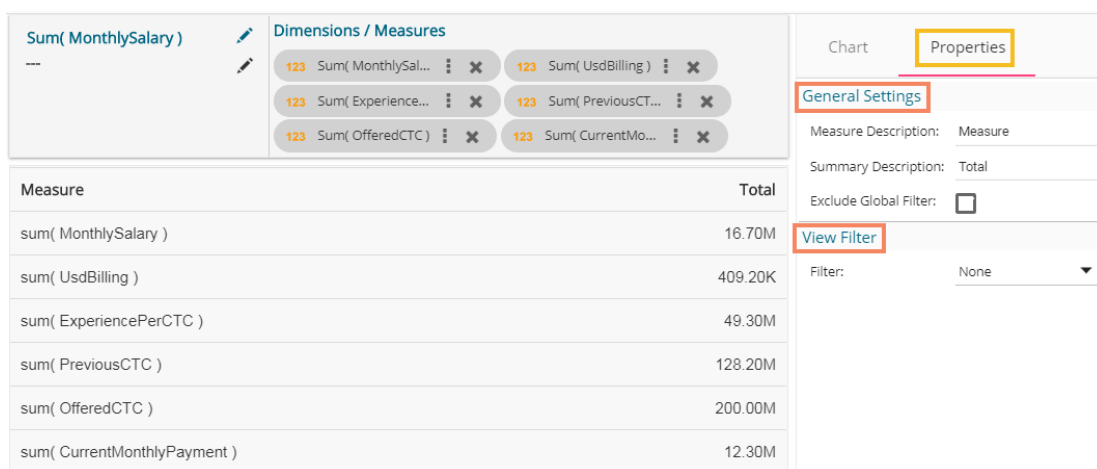 Sum( MonthlySalary )
---
Dimensions / Measures
123 Sum( MonthlySal...
123 Sum( UsdBilling )
123 Sum( Experience...
123 Sum( PreviousCT...
123 Sum( OfferedCTC )
123 Sum( CurrentMo...
Measure Total
sum( MonthlySalary ) 16.70M
sum( UsdBilling ) 409.20K
sum( ExperiencePerCTC ) 49.30M
sum( PreviousCTC ) 128.20M
sum( OfferedCTC ) 200.00M
sum( CurrentMonthlyPayment ) 12.30M
Chart Properties
General Settings
Measure Description: Measure
Summary Description: Total
Exclude Global Filter:
View Filter
Filter: None